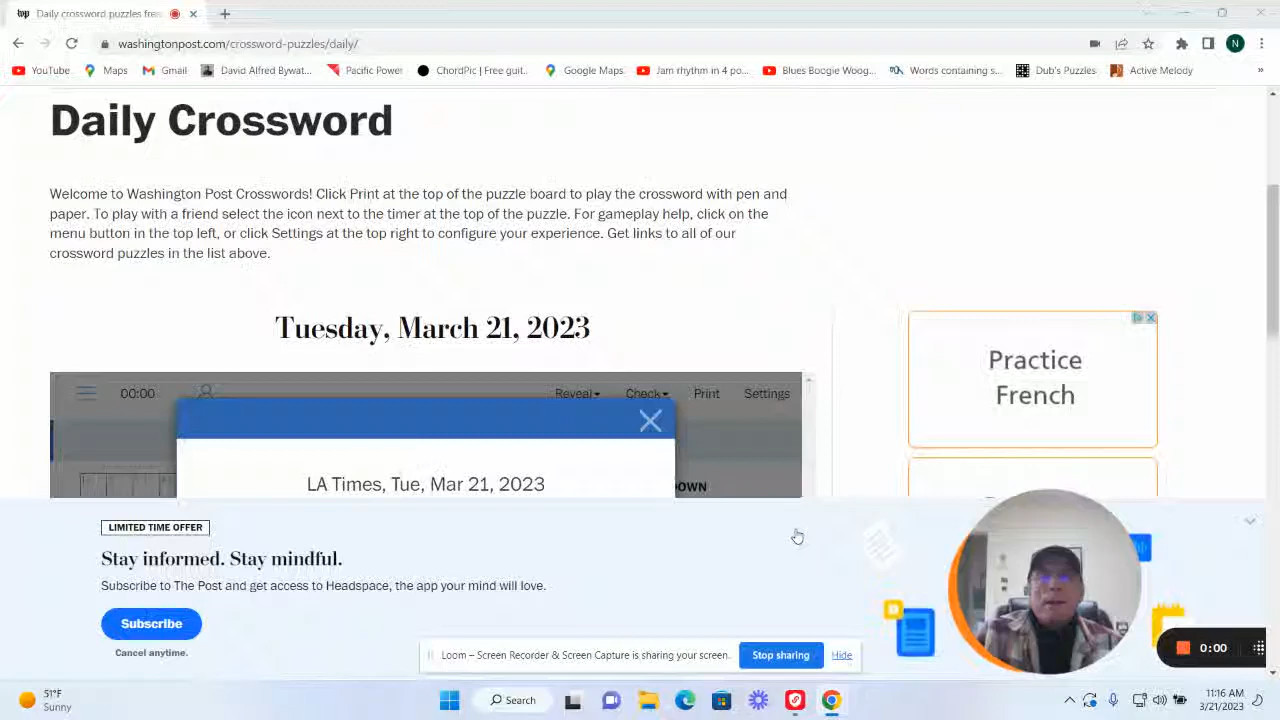 wp Daily crossword puzzles free
washingtonpost.com/crossword-puzzles/daily/
N
YouTube Maps Gmail David Alfred Bywat... Pacific Power ChordPic | Free gui... Google Maps Jam rhythm in 4 po... Blues Boogie Woog... Words containing s... Dub's Puzzles Active Melody »
Daily Crossword
Welcome to Washington Post Crosswords! Click Print at the top of the puzzle board to play the crossword with pen and
paper. To play with a friend select the icon next to the timer at the top of the puzzle. For gameplay help, click on the
menu button in the top left, or click Settings at the top right to configure your experience. Get links to all of our
crossword puzzles in the list above.
Tuesday, March 21, 2023
00:00 Reveal Check Print Settings
LA Times, Tue, Mar 21, 2023
DOWN
Practice
French
LIMITED TIME OFFER
Stay informed. Stay mindful.
Subscribe to The Post and get access to Headspace, the app your mind will love.
Subscribe
Cancel anytime.
Loom – Screen Recorder & Screen Capture is sharing your screen. Stop sharing Hide
0:00
51°F
Sunny
Search
11:16 AM
3/21/2023